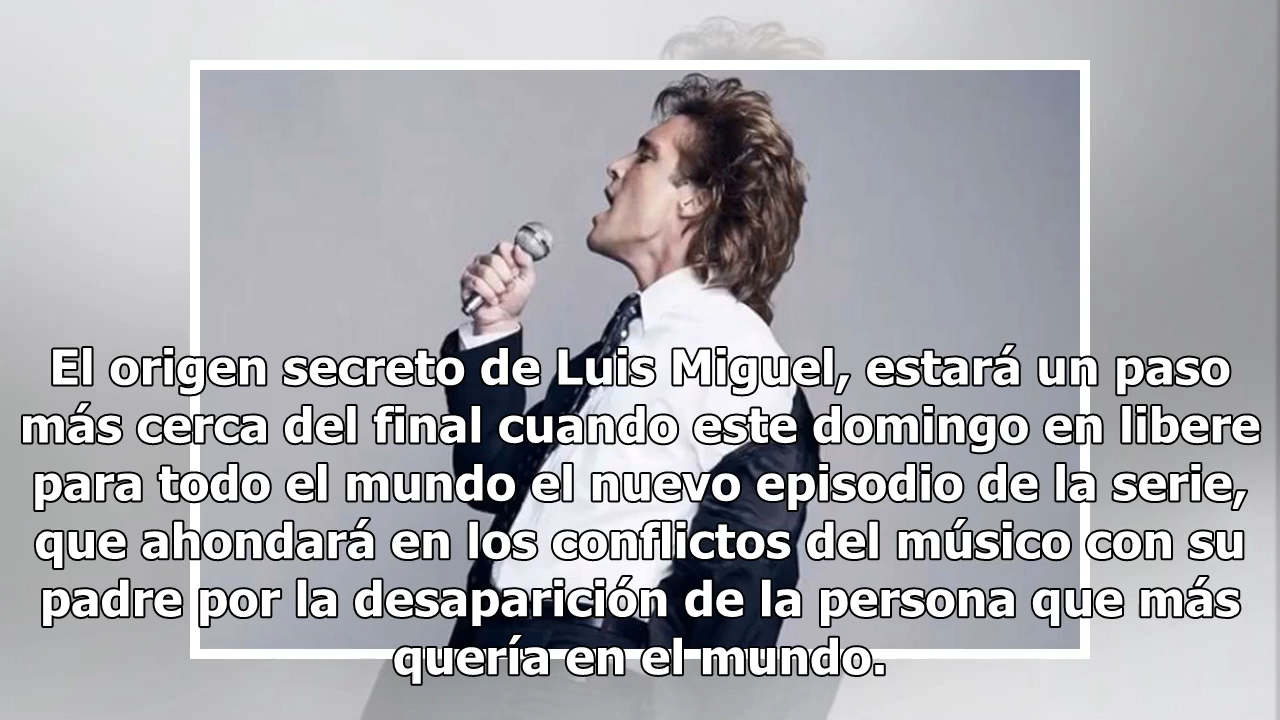 El origen secreto de Luis Miguel, estará un paso
más cerca del final cuando este domingo en libere
para todo el mundo el nuevo episodio de la serie,
que ahondará en los conflictos del músico con su
padre por la desaparición de la persona que más
quería en el mundo.